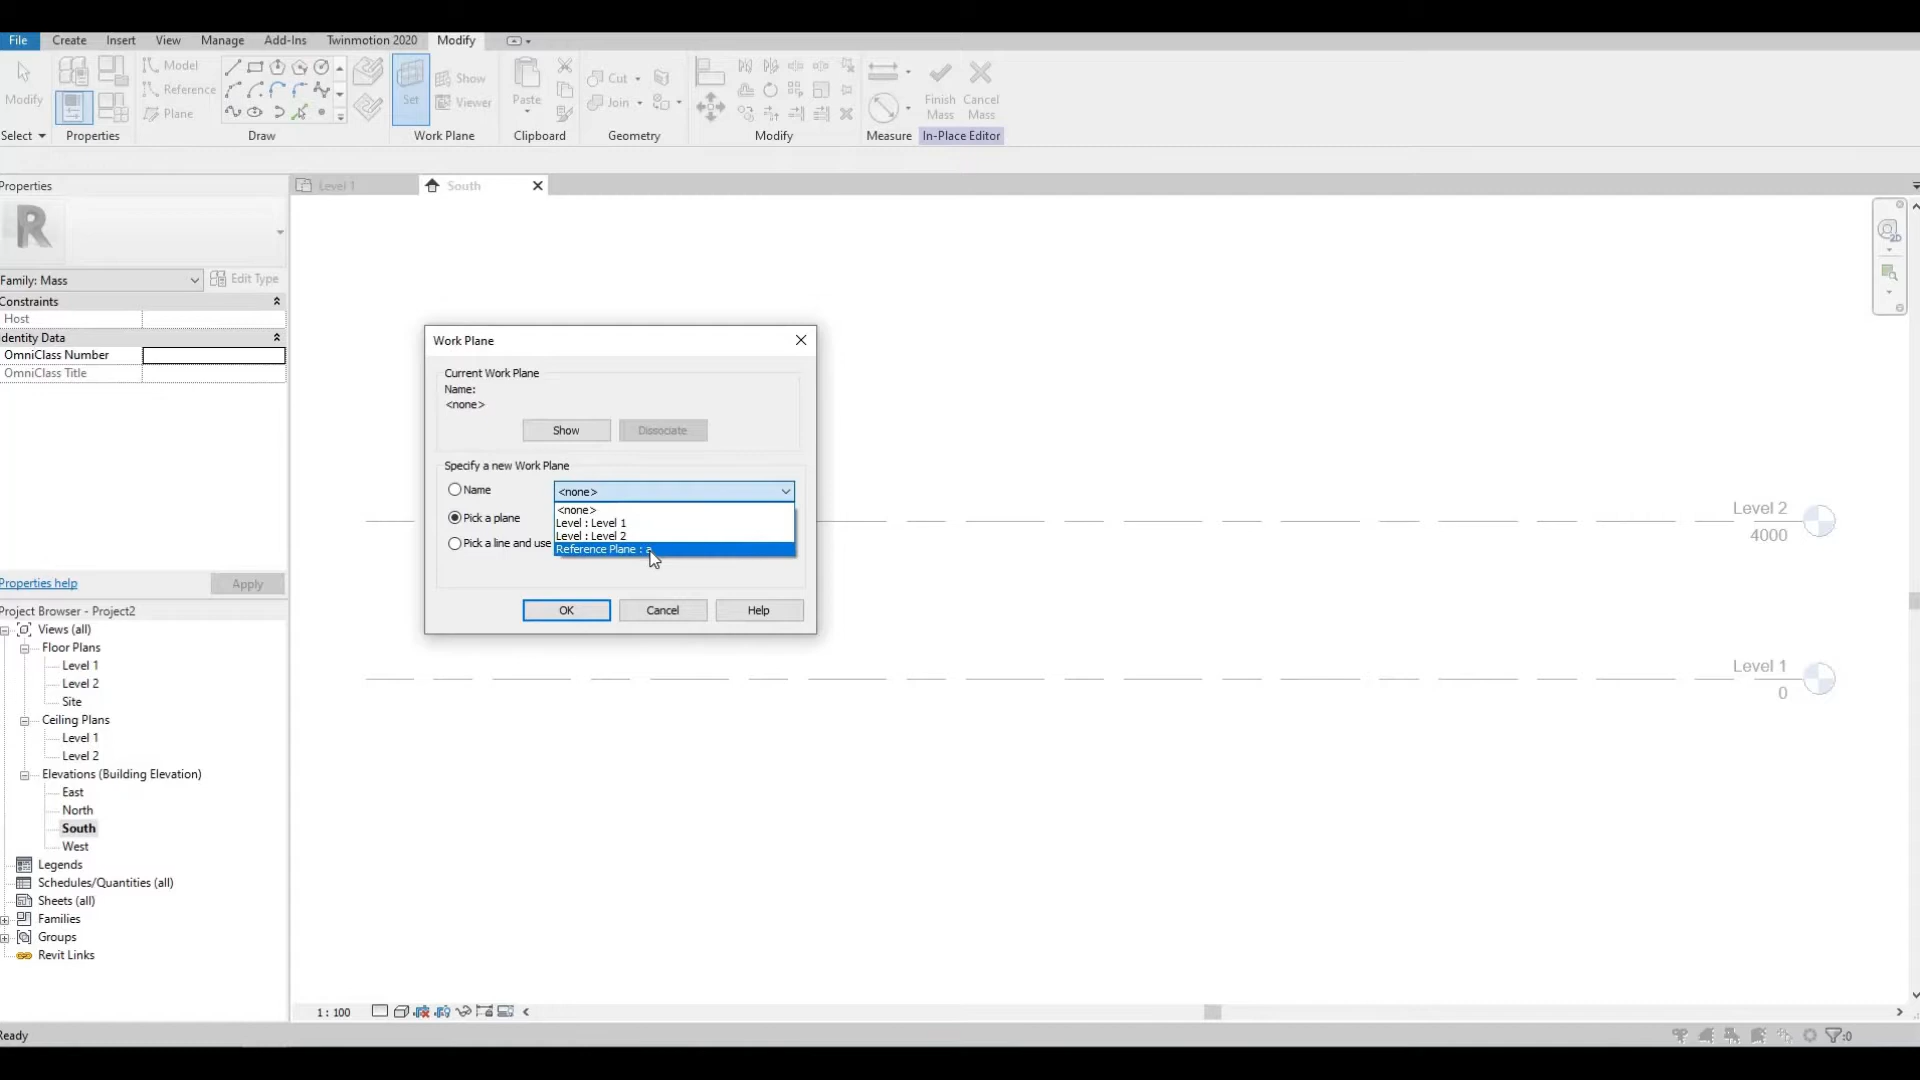 File Create Insert View Manage Add-Ins Twinmotion 2020 Modify
Modify
Model
Reference
Plane
Set
Show
Viewer
Paste
Cut
Join
Finish Mass
Cancel Mass
Select Properties Draw Work Plane Clipboard Geometry Modify Measure In-Place Editor
Properties
Level 1
South
R
Family: Mass
Edit Type
Constraints
Host
Identity Data
OmniClass Number
OmniClass Title
Properties help
Apply
Project Browser - Project2
Views (all)
Floor Plans
Level 1
Level 2
Site
Ceiling Plans
Level 1
Level 2
Elevations (Building Elevation)
East
North
South
West
Legends
Schedules/Quantities (all)
Sheets (all)
Families
Groups
Revit Links
Work Plane
Current Work Plane
Name:
<none>
Show
Dissociate
Specify a new Work Plane
Name
<none>
<none>
Level : Level 1
Level : Level 2
Reference Plane : a
Pick a plane
Pick a line and use
OK
Cancel
Help
Level 2
4000
Level 1
0
2D
1 : 100
Ready
:0